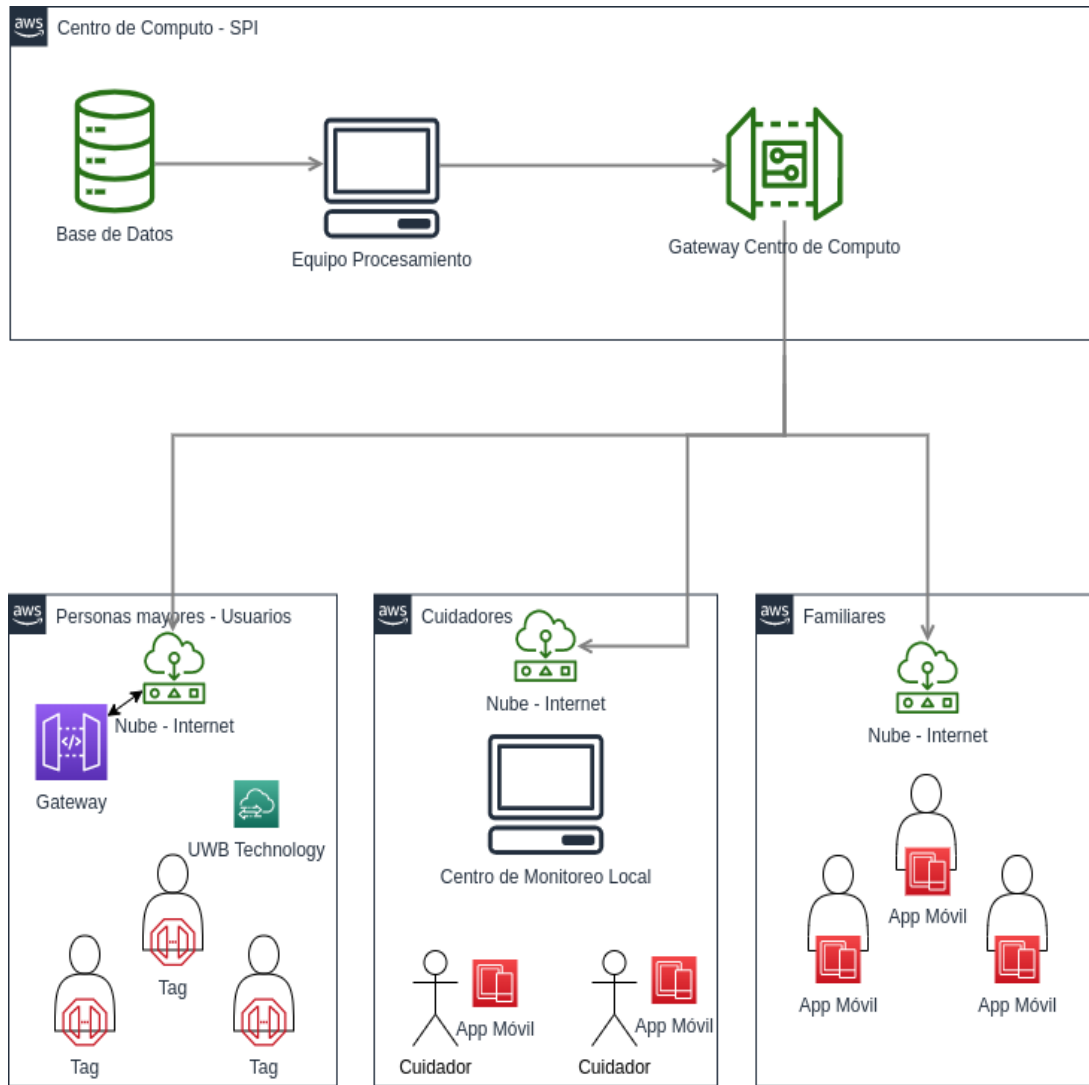 aws
Centro de Computo - SPI
Base de Datos
Equipo Procesamiento
Gateway Centro de Computo
aws
Personas mayores - Usuarios
Nube - Internet
Gateway
UWB Technology
Tag
Tag
Tag
aws
Cuidadores
Nube - Internet
Centro de Monitoreo Local
App Móvil
App Móvil
Cuidador
Cuidador
aws
Familiares
Nube - Internet
App Móvil
App Móvil
App Móvil